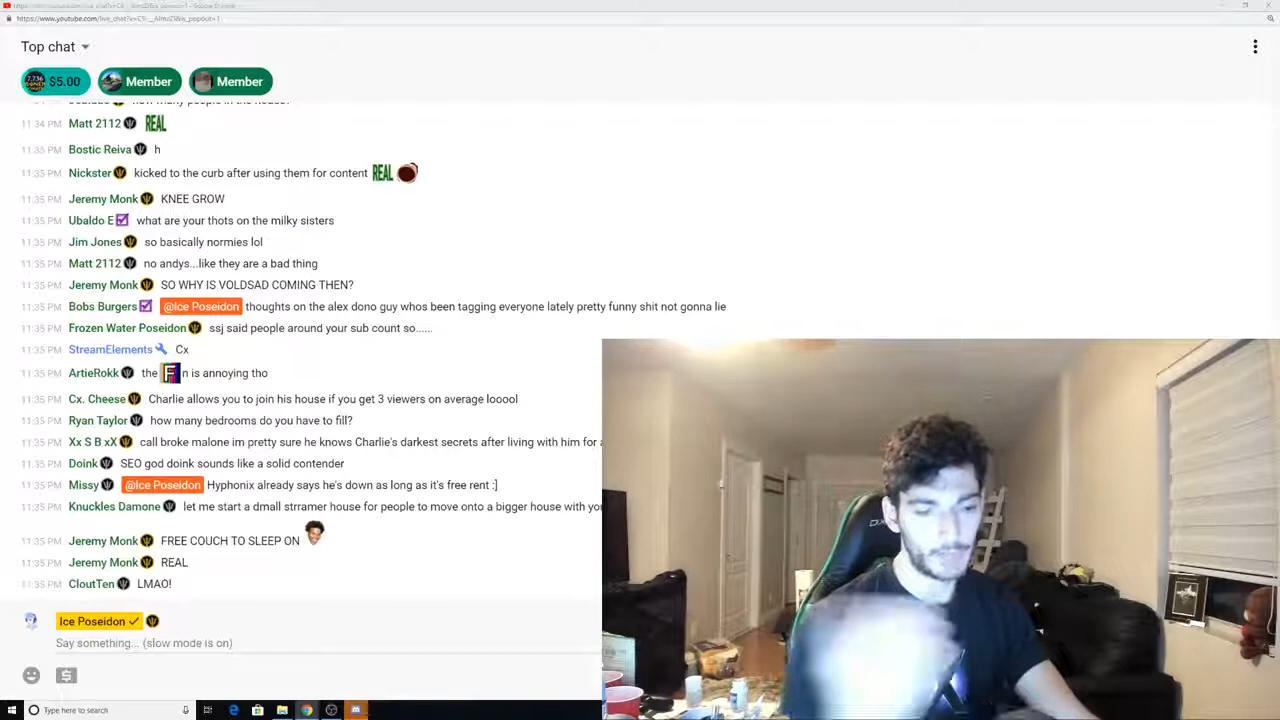 Top chat
$5.00 Member Member
11:34 PM Matt 2112 REAL
11:35 PM Bostic Reiva h
11:35 PM Nickster kicked to the curb after using them for content REAL
11:35 PM Jeremy Monk KNEE GROW
11:35 PM Ubaldo E what are your thots on the milky sisters
11:35 PM Jim Jones so basically normies lol
11:35 PM Matt 2112 no andys...like they are a bad thing
11:35 PM Jeremy Monk SO WHY IS VOLDSAD COMING THEN?
11:35 PM Bobs Burgers @Ice Poseidon thoughts on the alex dono guy whos been tagging everyone lately pretty funny shit not gonna lie
11:35 PM Frozen Water Poseidon ssj said people around your sub count so......
11:35 PM StreamElements Cx
11:35 PM ArtieRokk the F n is annoying tho
11:35 PM Cx. Cheese Charlie allows you to join his house if you get 3 viewers on average looool
11:35 PM Ryan Taylor how many bedrooms do you have to fill?
11:35 PM Xx S B xX call broke malone im pretty sure he knows Charlie's darkest secrets after living with him for
11:35 PM Doink SEO god doink sounds like a solid contender
11:35 PM Missy @Ice Poseidon Hyphonix already says he's down as long as it's free rent :]
11:35 PM Knuckles Damone let me start a dmall strramer house for people to move onto a bigger house with
11:35 PM Jeremy Monk FREE COUCH TO SLEEP ON
11:35 PM Jeremy Monk REAL
11:35 PM CloutTen LMAO!
Ice Poseidon
Say something... (slow mode is on)
Type here to search